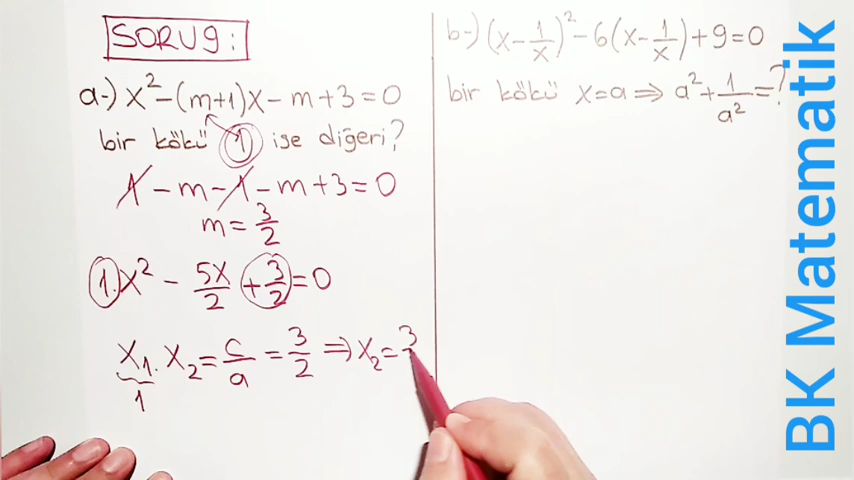 SORU 9:
a-) x² - (m+1)x - m + 3 = 0
bir kökü 1 ise diğeri?
1 - m - 1 - m + 3 = 0
m = 3/2
1.x² - 5x/2 + 3/2 = 0
x₁ . x₂ = c/a = 3/2 ⇒ x₂ = 3
1
b-) (x - 1/x)² - 6(x - 1/x) + 9 = 0
bir kökü x = a ⇒ a² + 1/a² = ?
BK Matematik